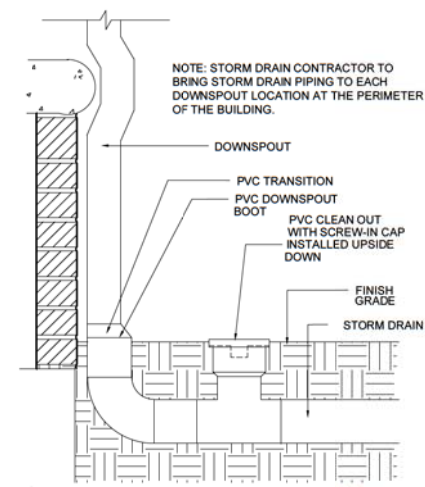 NOTE: STORM DRAIN CONTRACTOR TO
BRING STORM DRAIN PIPING TO EACH
DOWNSPOUT LOCATION AT THE PERIMETER
OF THE BUILDING.
DOWNSPOUT
PVC TRANSITION
PVC DOWNSPOUT
BOOT
PVC CLEAN OUT
WITH SCREW-IN CAP
INSTALLED UPSIDE
DOWN
FINISH
GRADE
STORM DRAIN